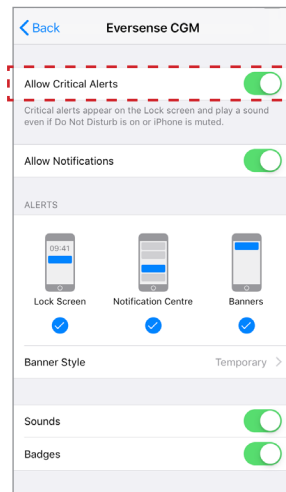 Back
Eversense CGM
Allow Critical Alerts
Critical alerts appear on the Lock screen and play a sound
even if Do Not Disturb is on or iPhone is muted.
Allow Notifications
ALERTS
09:41
Lock Screen
Notification Centre
Banners
Banner Style
Temporary
Sounds
Badges